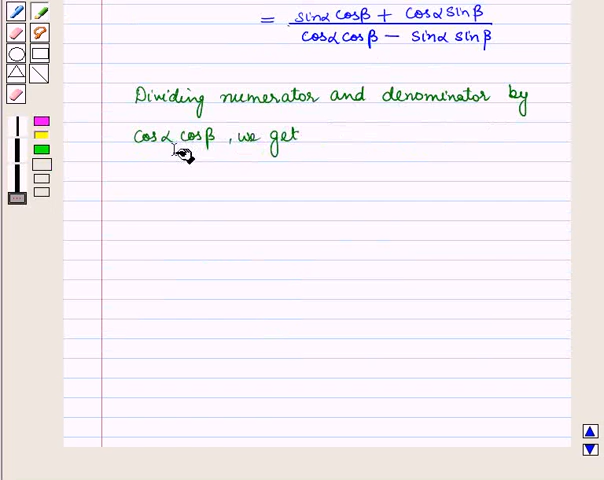 = sinα cosβ + cosα sinβ
cosα cosβ − sinα sinβ
Dividing numerator and denominator by
cosα cosβ, we get